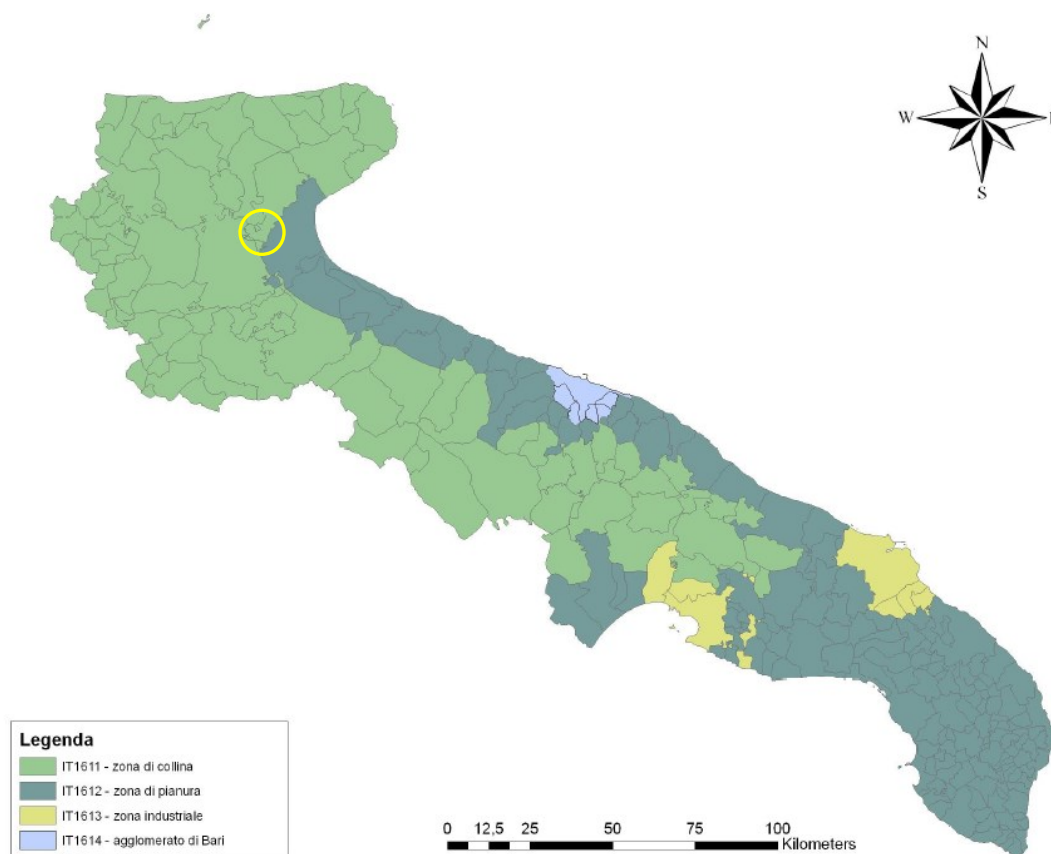 N
W
E
S
Legenda
IT1611 - zona di collina
IT1612 - zona di pianura
IT1613 - zona industriale
IT1614 - agglomerato di Bari
0 12,5 25 50 75 100
Kilometers